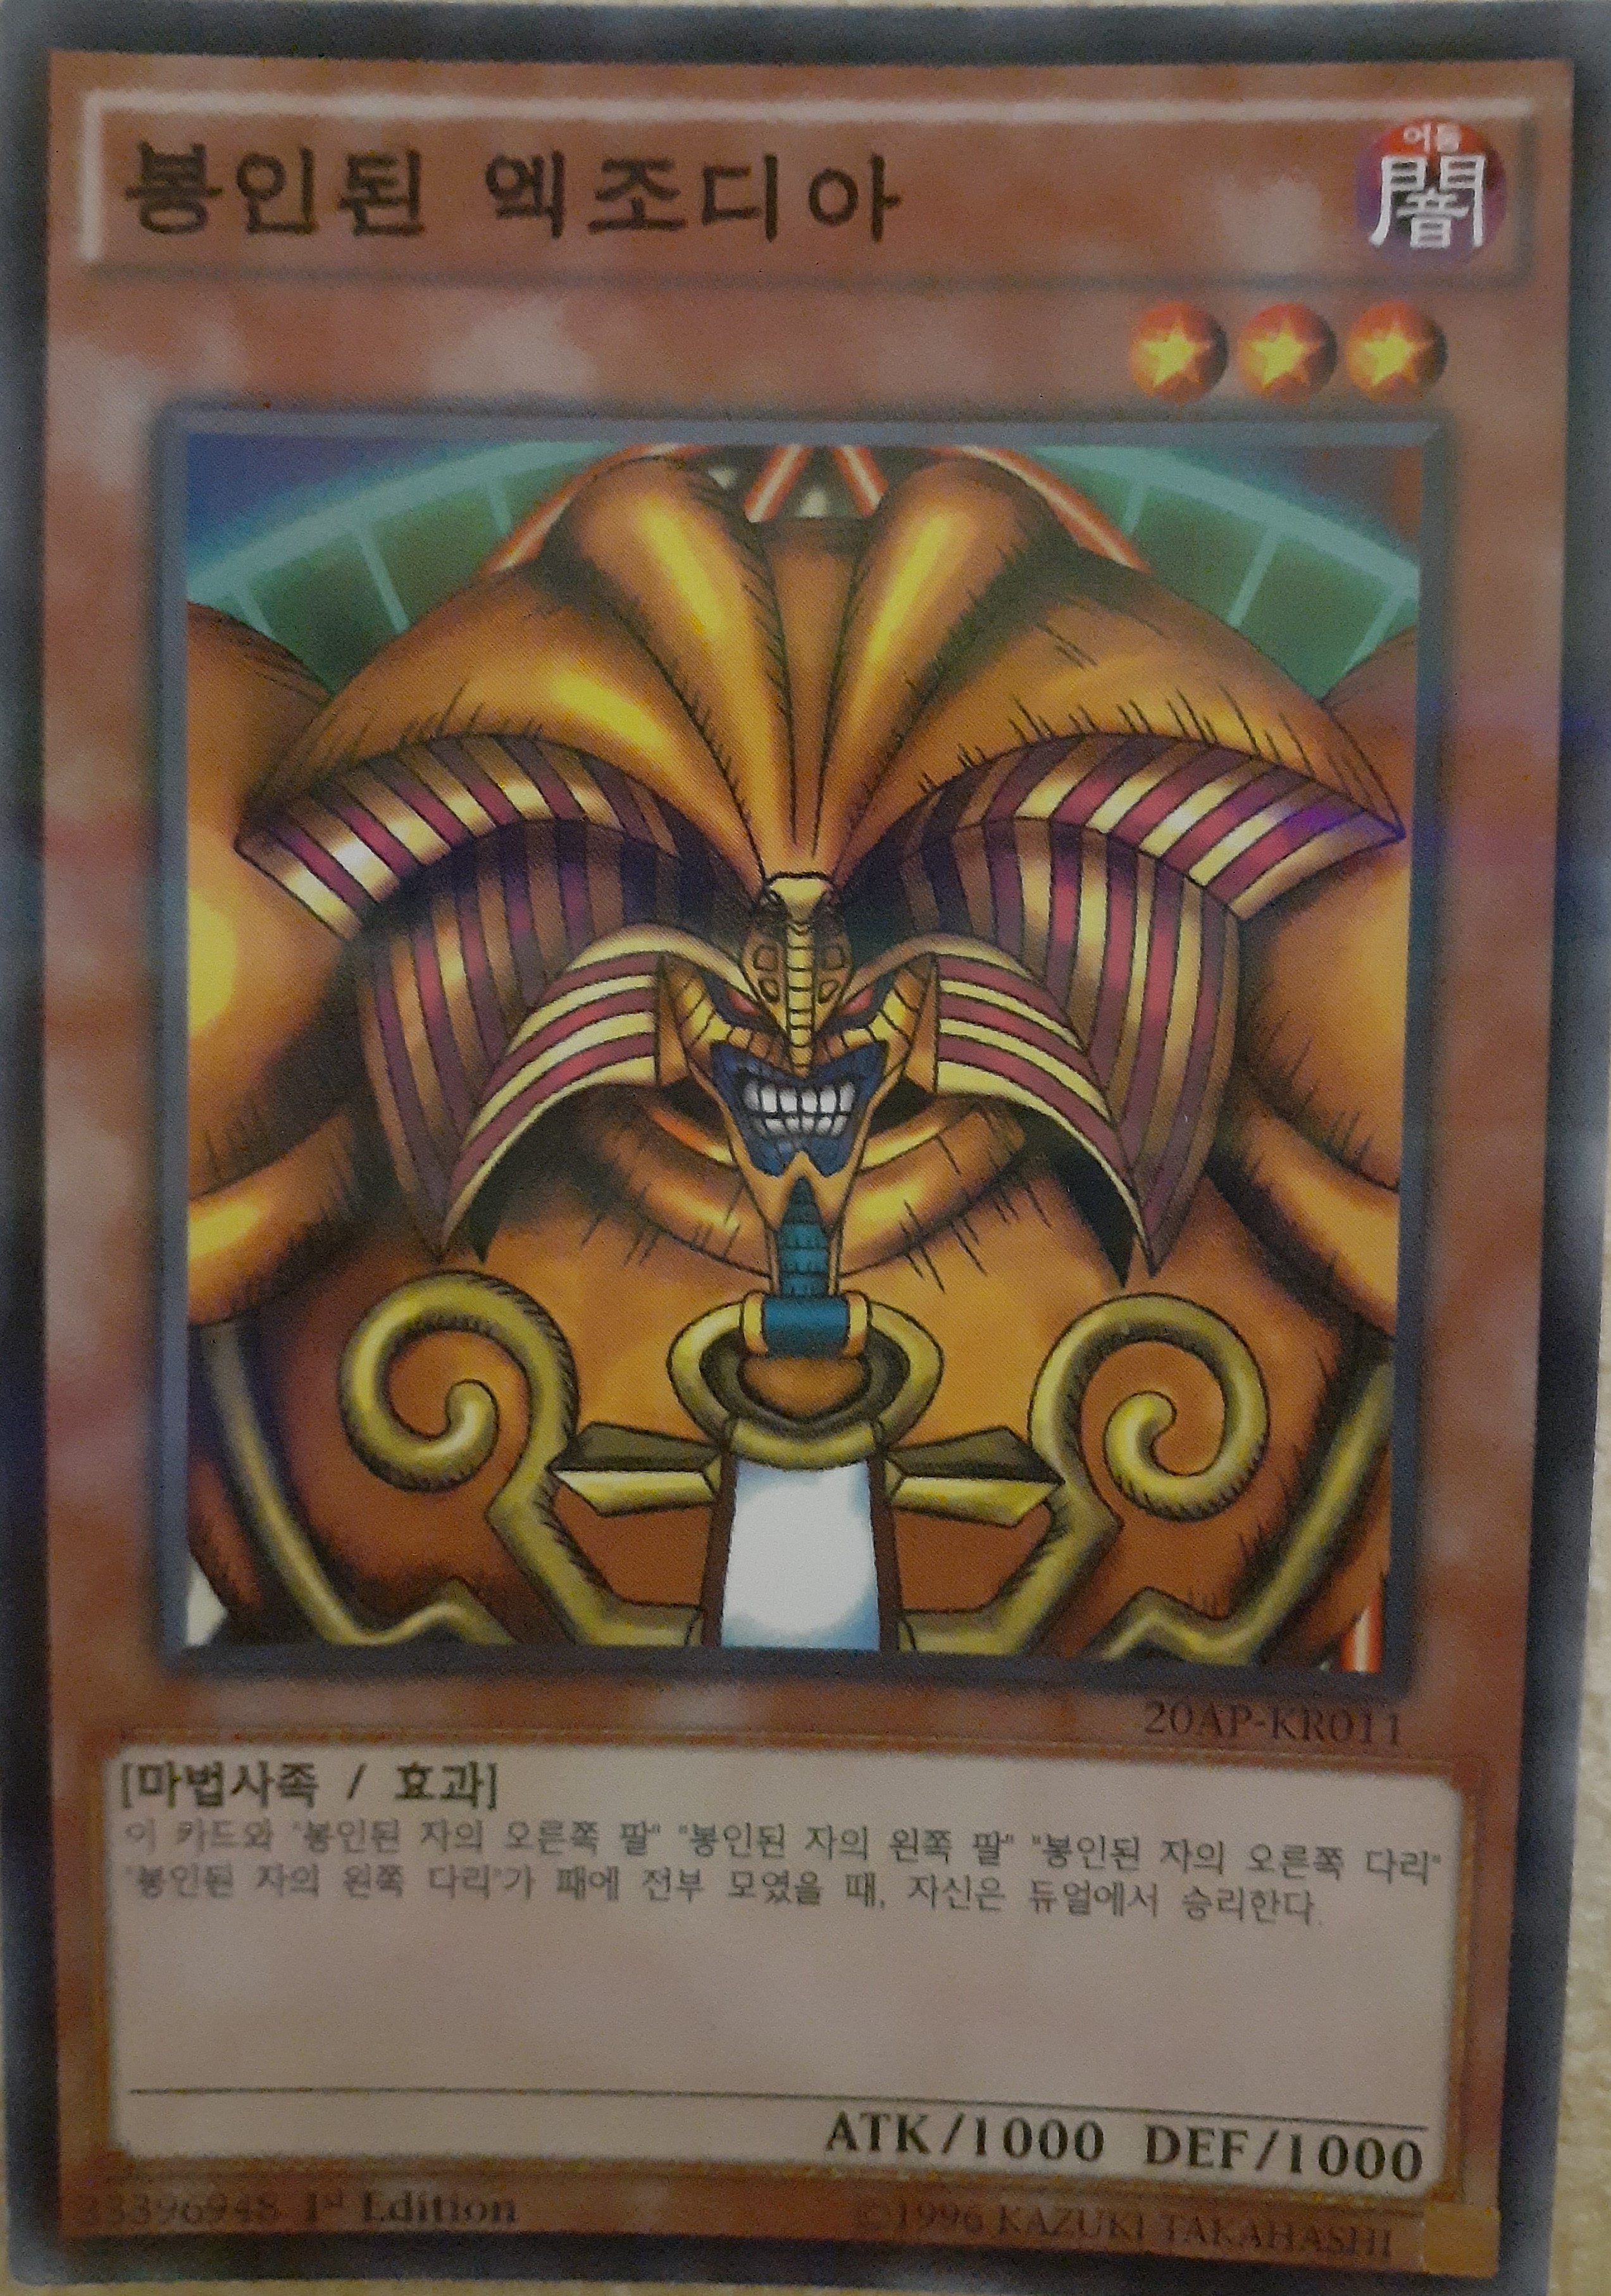 봉인된 엑조디아
어둠
闇
20AP-KR011
[마법사족 / 효과]
이 카드와 "봉인된 자의 오른쪽 팔" "봉인된 자의 왼쪽 팔" "봉인된 자의 오른쪽 다리"
"봉인된 자의 왼쪽 다리"가 패에 전부 모였을 때, 자신은 듀얼에서 승리한다.
ATK/1000 DEF/1000
33396948 1st Edition
©1996 KAZUKI TAKAHASHI